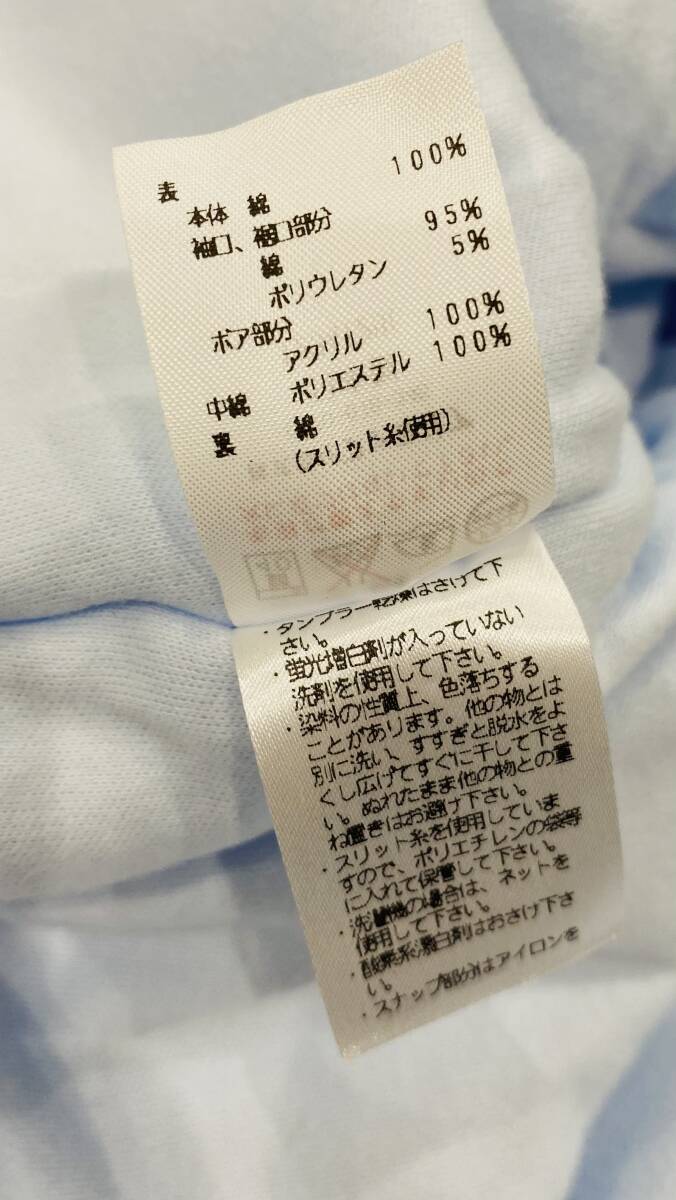 表
本体 綿 100%
袖口、裾口部分
綿 95%
ポリウレタン 5%
ボア部分
アクリル 100%
中綿 ポリエステル 100%
裏 綿
(スリット糸使用)
・タンブラー乾燥はさけて下
さい。
・蛍光増白剤が入っていない
洗剤を使用して下さい。
・染料の性質上、色落ちする
ことがあります。他の物とは
別に洗い、すすぎと脱水をよ
くし広げてすぐに干して下さ
い。ぬれたまま他の物との重
ね置きはお避け下さい。
・スリット糸を使用していま
すので、ポリエチレンの袋等
に入れて保管して下さい。
・洗濯機の場合は、ネットを
使用して下さい。
・酸素系漂白剤はおさけ下さ
い。
・スナップ部分はアイロンを